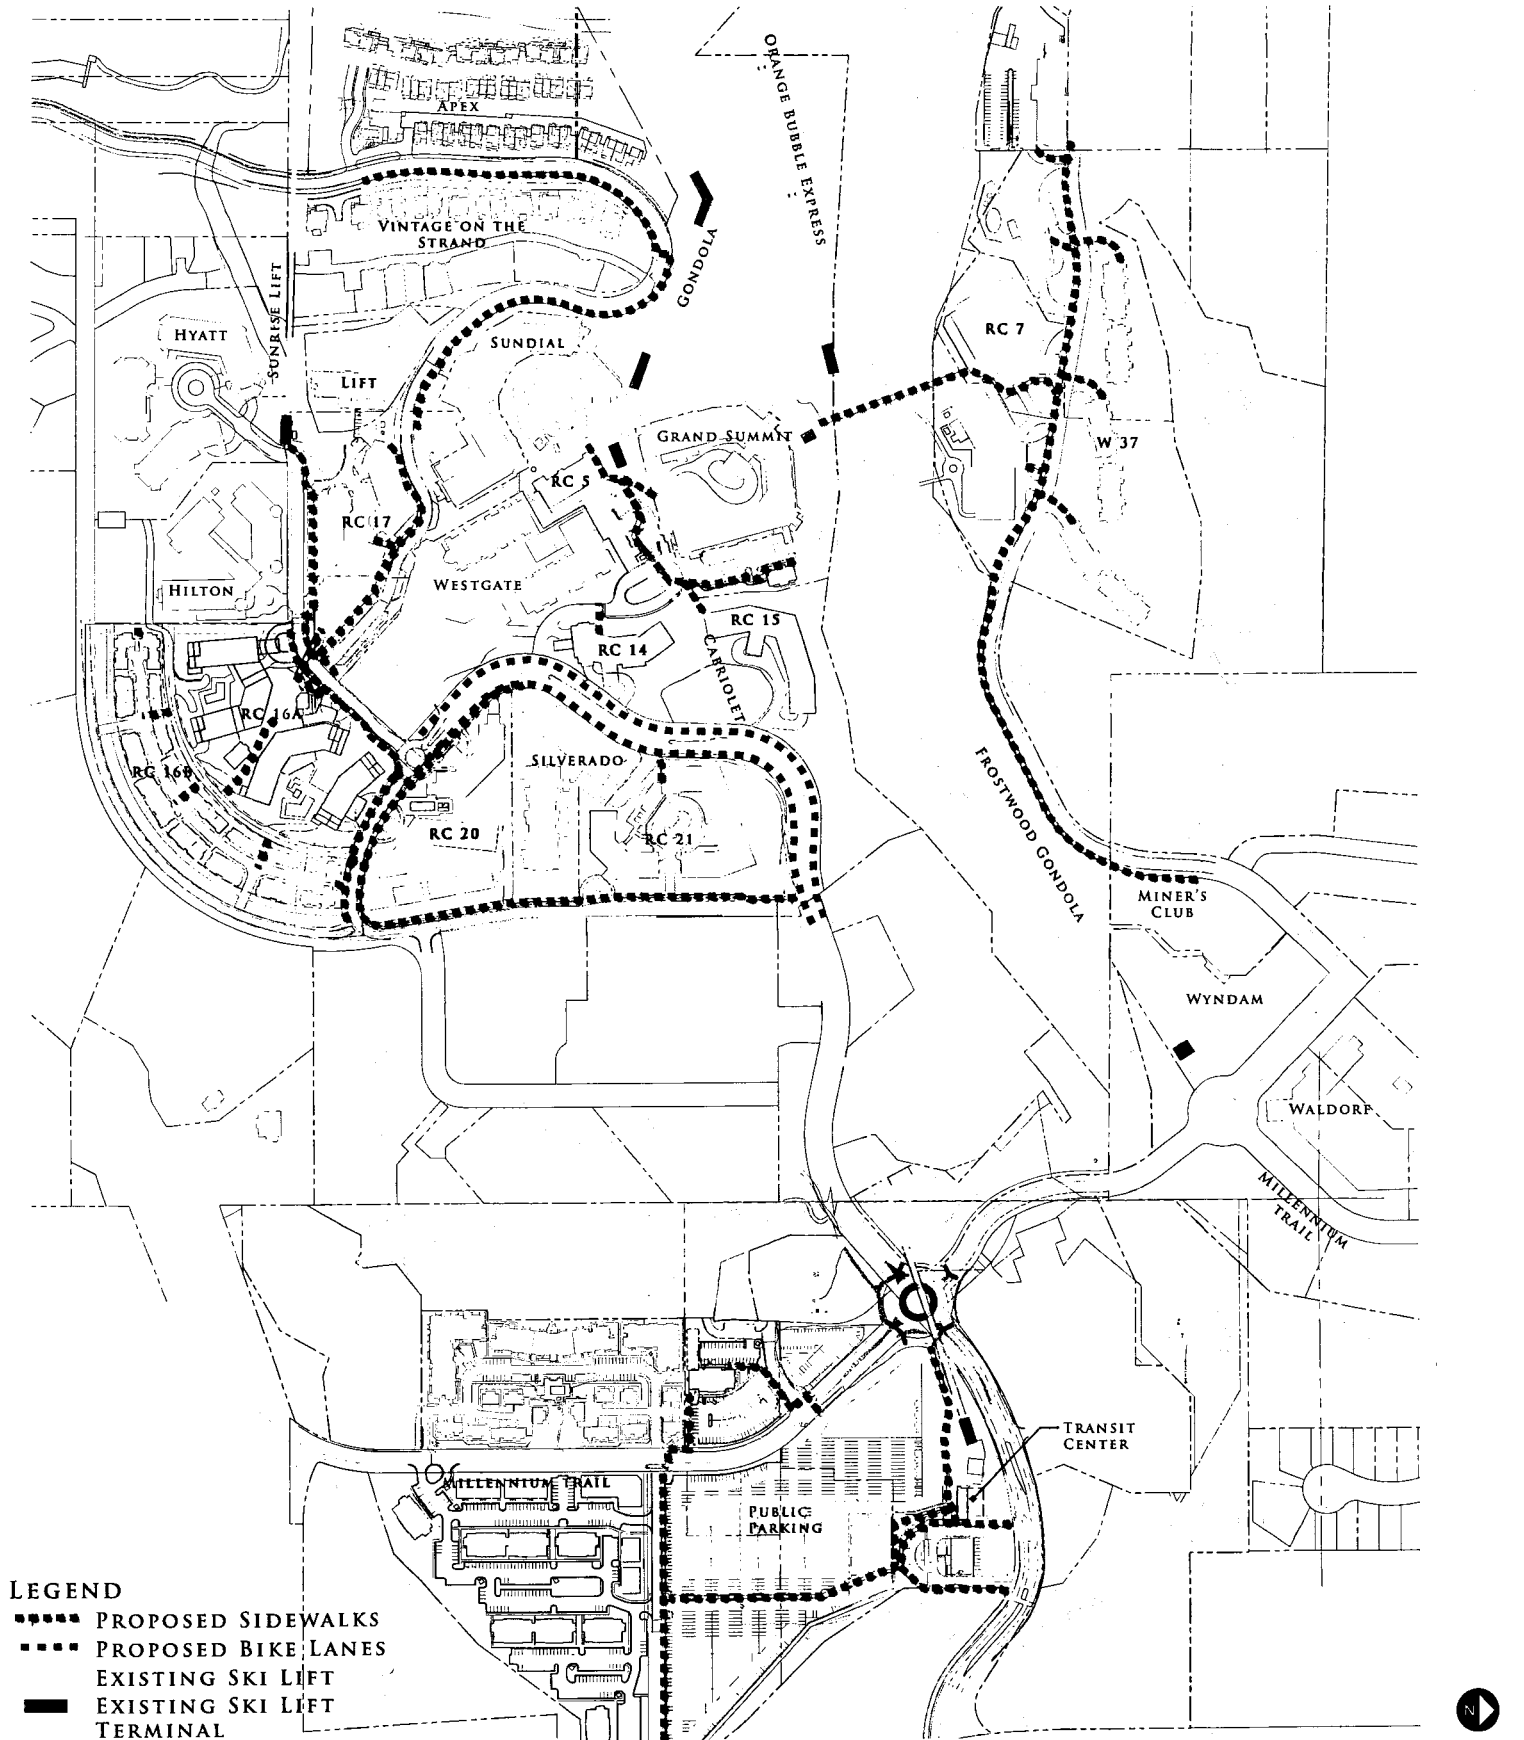 ORANGE BUBBLE EXPRESS
APEX
VINTAGE ON THE
STRAND
GONDOLA
SUNRISE LIFT
HYATT
SUNDIAL
RC 7
LIFT
GRAND SUMMIT
W 37
RC 5
RC 17
WESTGATE
HILTON
RC 15
RC 14
CABRIOLET
RC 16A
SILVERADO
RC 16B
FROSTWOOD GONDOLA
RC 20
RC 21
MINER'S
CLUB
WYNDAM
WALDORF
MILLENNIUM
TRAIL
TRANSIT
CENTER
MILLENNIUM TRAIL
PUBLIC
PARKING
LEGEND
PROPOSED SIDEWALKS
PROPOSED BIKE LANES
EXISTING SKI LIFT
EXISTING SKI LIFT
TERMINAL
N